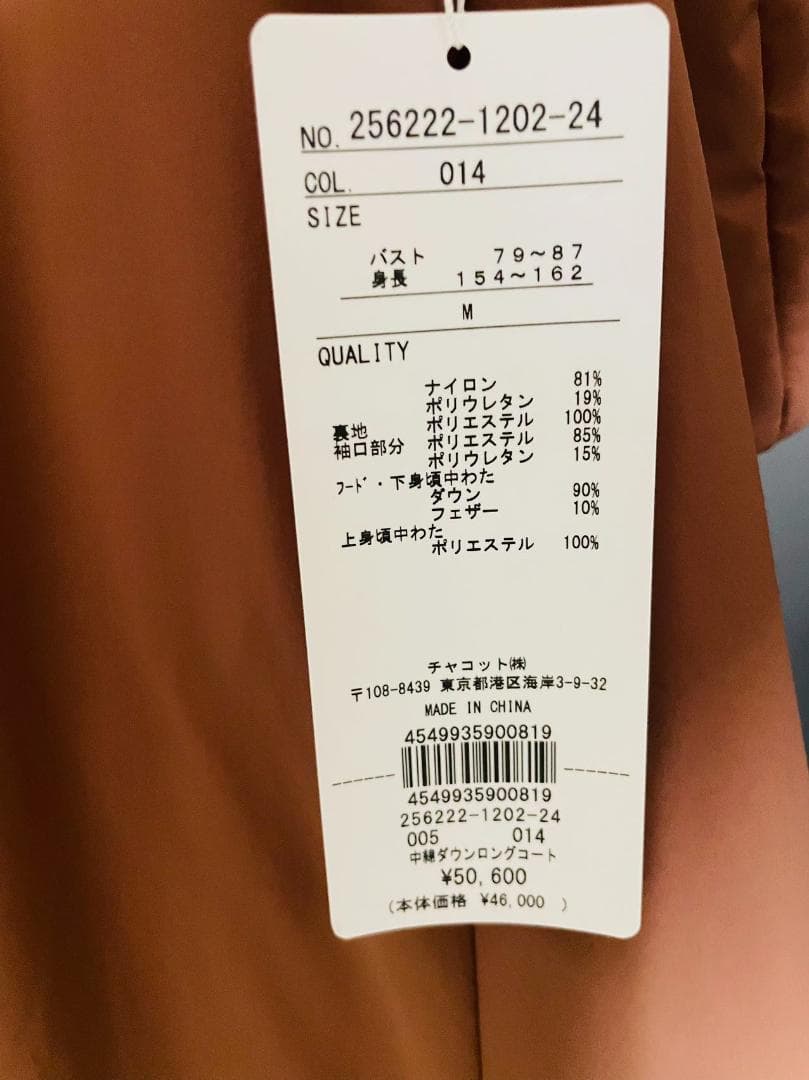 NO. 256222-1202-24
COL. 014
SIZE
バスト 79~87
身長 154~162
M
QUALITY
ナイロン 81%
ポリウレタン 19%
裏地 ポリエステル 100%
袖口部分 ポリエステル 85%
ポリウレタン 15%
フード・下身頃中わた
ダウン 90%
フェザー 10%
上身頃中わた
ポリエステル 100%
チャコット㈱
〒108-8439 東京都港区海岸3-9-32
MADE IN CHINA
4549935900819
4549935900819
256222-1202-24
005 014
中綿ダウンロングコート
¥50,600
(本体価格 ¥46,000 )